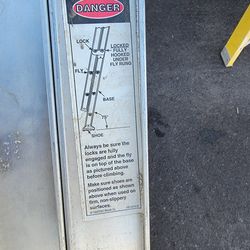 DANGER
LOCK
LOCKED
FULLY
HOOKED
UNDER
FLY RUNG
FLY
BASE
75°
SHOE
Always be sure the
locks are fully
engaged and the fly
is on top of the base
as pictured above
before climbing.
Make sure shoes are
positioned as shown
above when used on
firm, non-slippery
surfaces.